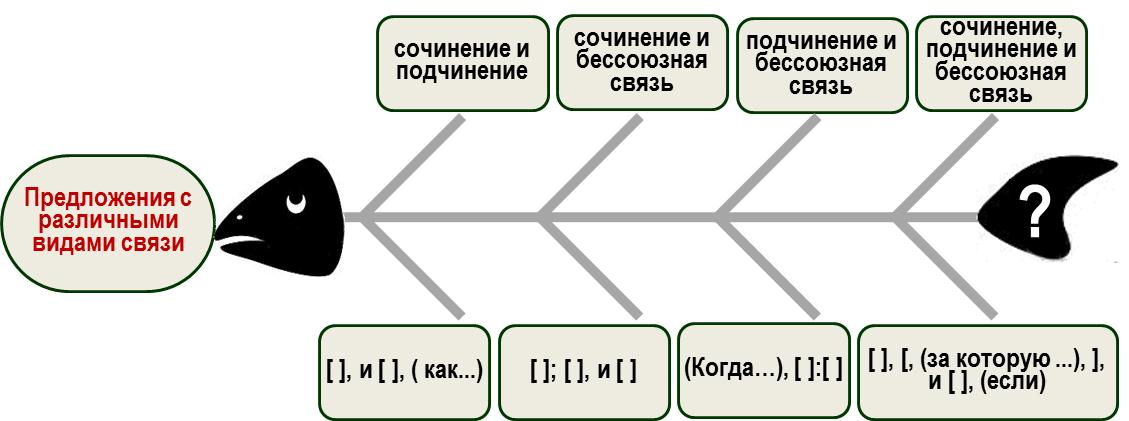 сочинение и
подчинение
сочинение и
бессоюзная
связь
подчинение и
бессоюзная
связь
сочинение,
подчинение и
бессоюзная
связь
Предложения с
различными
видами связи
?
[ ], и [ ], ( как...)
[ ]; [ ], и [ ]
(Когда…), [ ]:[ ]
[ ], [, (за которую ...), ],
и [ ], (если)